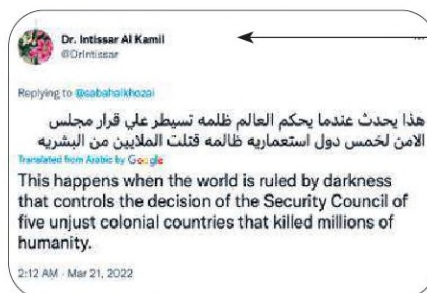 Dr. Intissar Al Kamil
@DrIntissar
Replying to @sabahalkhozai
هذا يحدث عندما يحكم العالم ظلمه تسيطر علي قرار مجلس
الامن لخمس دول استعماريه ظالمه قتلت الملايين من البشريه
Translated from Arabic by Google
This happens when the world is ruled by darkness
that controls the decision of the Security Council of
five unjust colonial countries that killed millions of
humanity.
2:12 AM · Mar 21, 2022